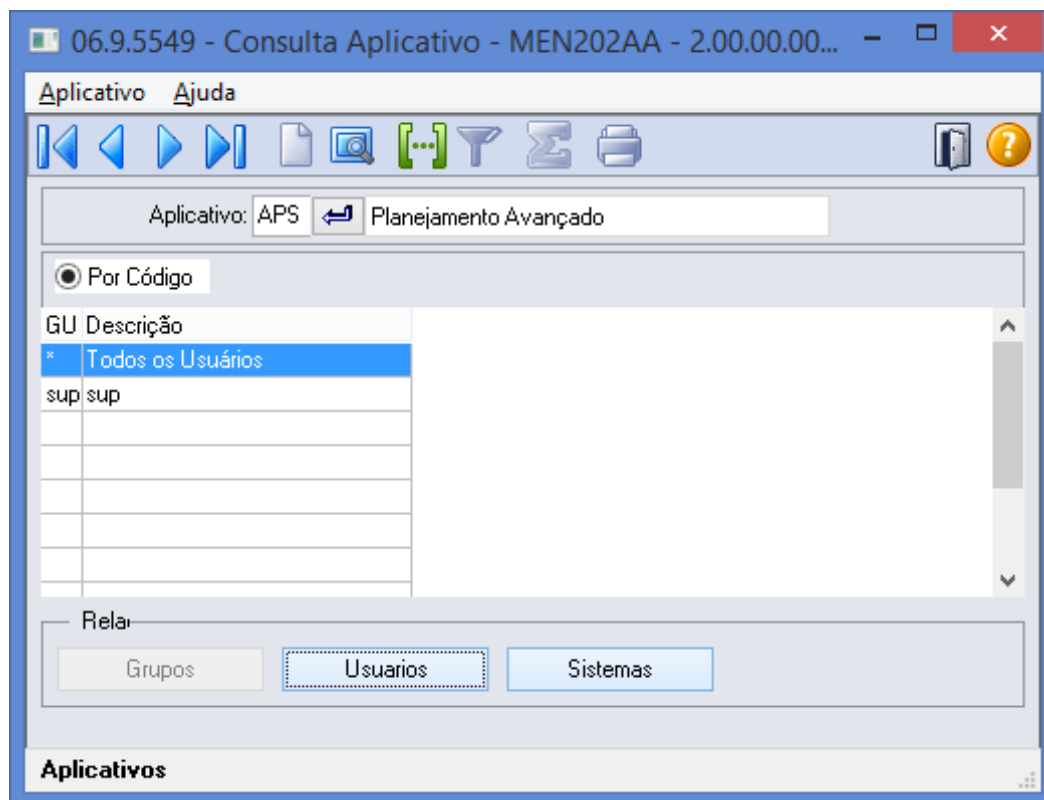 06.9.5549 - Consulta Aplicativo - MEN202AA - 2.00.00.00...
Aplicativo Ajuda
Aplicativo: APS Planejamento Avançado
Por Código
GU Descrição
* Todos os Usuários
sup sup
Rela
Grupos Usuarios Sistemas
Aplicativos